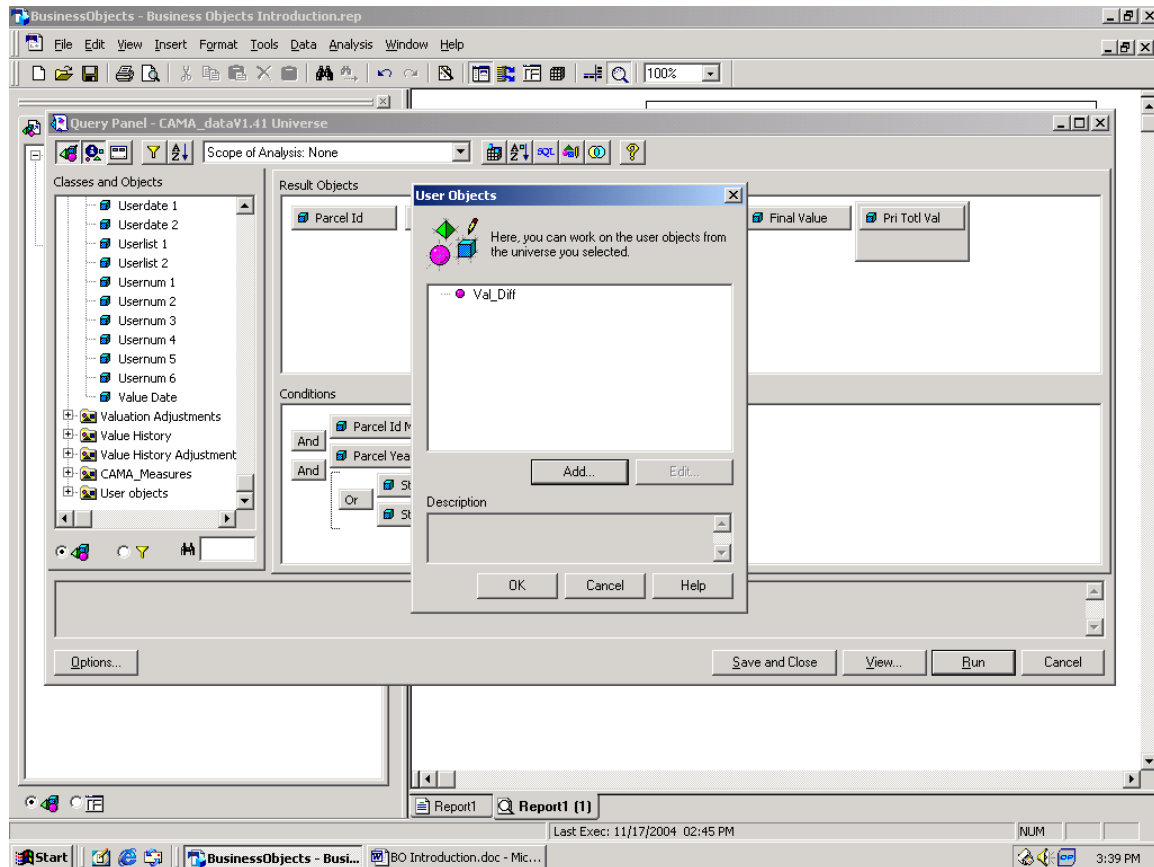 BusinessObjects - Business Objects Introduction.rep
File Edit View Insert Format Tools Data Analysis Window Help
100%
Query Panel - CAMA_dataV1.41 Universe
Scope of Analysis: None
SQL
Classes and Objects
Userdate 1
Userdate 2
Userlist 1
Userlist 2
Usernum 1
Usernum 2
Usernum 3
Usernum 4
Usernum 5
Usernum 6
Value Date
Valuation Adjustments
Value History
Value History Adjustment
CAMA_Measures
User objects
Result Objects
Parcel Id
Final Value
Pri Totl Val
Conditions
And
And
Or
Parcel Id M
Parcel Yea
St
St
User Objects
Here, you can work on the user objects from
the universe you selected.
Val_Diff
Add... Edit...
Description
OK Cancel Help
Options... Save and Close View... Run Cancel
Report1 Report1 (1)
Last Exec: 11/17/2004 02:45 PM NUM
Start BusinessObjects - Busi... BO Introduction.doc - Mic... 3:39 PM